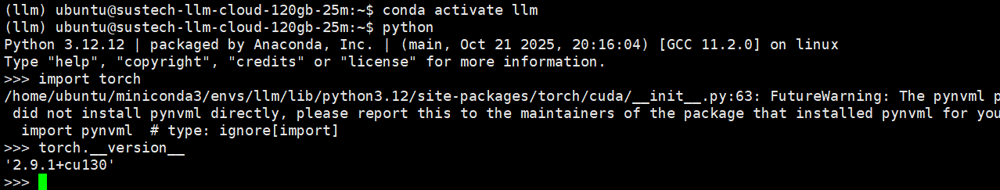 (llm) ubuntu@sustech-llm-cloud-120gb-25m:~$ conda activate llm
(llm) ubuntu@sustech-llm-cloud-120gb-25m:~$ python
Python 3.12.12 | packaged by Anaconda, Inc. | (main, Oct 21 2025, 20:16:04) [GCC 11.2.0] on linux
Type "help", "copyright", "credits" or "license" for more information.
>>> import torch
/home/ubuntu/miniconda3/envs/llm/lib/python3.12/site-packages/torch/cuda/__init__.py:63: FutureWarning: The pynvml p
 did not install pynvml directly, please report this to the maintainers of the package that installed pynvml for you
  import pynvml  # type: ignore[import]
>>> torch.__version__
'2.9.1+cu130'
>>>